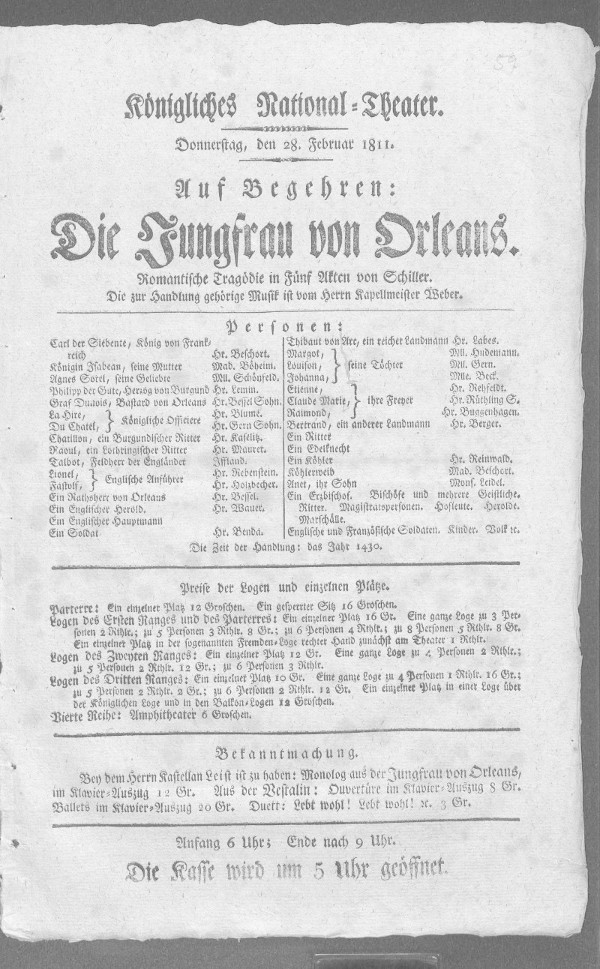 59
Königliches National-Theater.
Donnerstag, den 28. Februar 1811.
Auf Begehren:
Die Jungfrau von Orleans.
Romantische Tragödie in Fünf Akten von Schiller.
Die zur Handlung gehörige Musik ist vom Herrn Kapellmeister Weber.
Personen:
Carl der Siebente, König von Frank-
reich Hr. Beschort.
Königin Isabeau, seine Mutter Mad. Böheim.
Agnes Sorel, seine Geliebte Mll. Schönfeld.
Philipp der Gute, Herzog von Burgund Hr. Lemm.
Graf Dunois, Bastard von Orleans Hr. Bessel Sohn.
La Hire, Königliche Officiere Hr. Blume.
Du Chatel, Hr. Gern Sohn.
Chatillon, ein Burgundischer Ritter Hr. Kaselitz.
Raoul, ein Lothringischer Ritter Hr. Maurer.
Talbot, Feldherr der Engländer Iffland.
Lionel, Englische Anführer Hr. Rebenstein.
Fastolf, Hr. Holzbecher.
Ein Rathsherr von Orleans Hr. Bessel.
Ein Englischer Herold. Hr. Wauer.
Ein Englischer Hauptmann
Ein Soldat Hr. Benda.
Thibaut von Arc, ein reicher Landmann Hr. Labes.
Margot, Mll. Hudemann.
Louison, seine Töchter Mll. Gern.
Johanna, Mlle. Beck.
Etienne, Hr. Rehfeldt.
Claude Marie, ihre Freyer Hr. Rüthling S.
Raimond, Hr. Buggenhagen.
Bertrand, ein anderer Landmann Hr. Berger.
Ein Ritter
Ein Edelknecht
Ein Köhler Hr. Reinwald.
Köhlerweib Mad. Beschort.
Anet, ihr Sohn Mons. Leidel.
Ein Erzbischof. Bischöfe und mehrere Geistliche.
Ritter. Magistratspersonen. Hofleute. Herolde.
Marschälle.
Englische und Französische Soldaten. Kinder. Volk ꝛc.
Die Zeit der Handlung: das Jahr 1430.
Preise der Logen und einzelnen Plätze.
Parterr: Ein einzelner Platz 12 Groschen. Ein gesperrter Sitz 16 Groschen.
Logen des Ersten Ranges und des Parterres: Ein einzelner Platz 16 Gr. Eine ganze Loge zu 3 Per-
sonen 2 Rthlr.; zu 5 Personen 3 Rthlr. 8 Gr.; zu 6 Personen 4 Rthlr.; zu 8 Personen 5 Rthlr. 8 Gr.
Ein einzelner Platz in der sogenannten Fremden-Loge rechter Hand zunächst am Theater 1 Rthlr.
Logen des Zweyten Ranges: Ein einzelner Platz 12 Gr. Eine ganze Loge zu 4 Personen 2 Rthlr.;
zu 5 Personen 2 Rthlr. 12 Gr.; zu 6 Personen 3 Rthlr.
Logen des Dritten Ranges: Ein einzelner Platz 10 Gr. Eine ganze Loge zu 4 Personen 1 Rthlr. 16 Gr.;
zu 5 Personen 2 Rthlr. 2 Gr.; zu 6 Personen 2 Rthlr. 12 Gr. Ein einzelner Platz in einer Loge über
der Königlichen Loge und in den Balkon-Logen 12 Groschen.
Vierte Reihe: Amphitheater 6 Groschen.
Bekanntmachung.
Bey dem Herrn Kastellan Leist ist zu haben: Monolog aus der Jungfrau von Orleans,
im Klavier-Auszug 12 Gr. Aus der Vestalin: Ouvertüre im Klavier-Auszug 8 Gr.
Ballets im Klavier-Auszug 20 Gr. Duett: Lebt wohl! Lebt wohl! ꝛc. 3 Gr.
Anfang 6 Uhr; Ende nach 9 Uhr.
Die Kasse wird um 5 Uhr geöffnet.